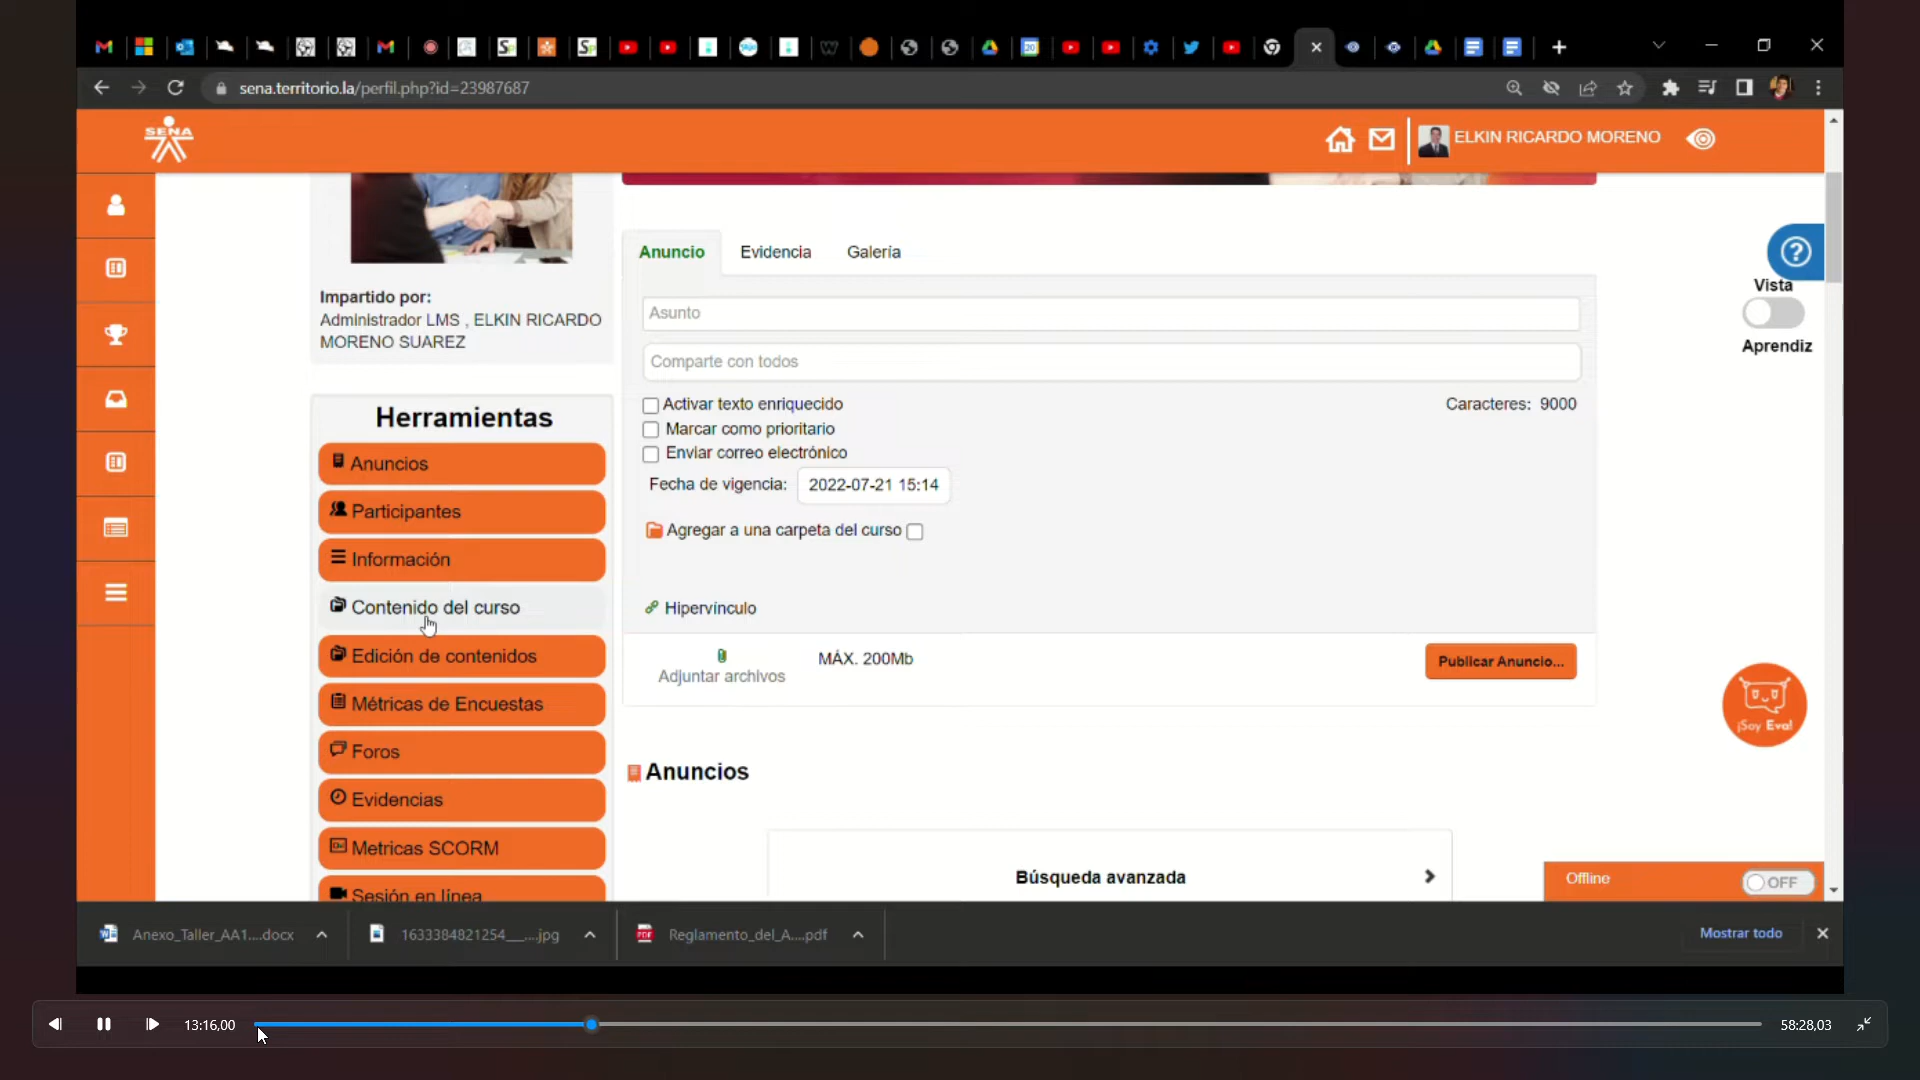 sena.territorio.la/perfil.php?id=23987687
SENA
ELKIN RICARDO MORENO
Impartido por:
Administrador LMS , ELKIN RICARDO
MORENO SUAREZ
Herramientas
Anuncios
Participantes
Información
Contenido del curso
Edición de contenidos
Métricas de Encuestas
Foros
Evidencias
Metricas SCORM
Sesión en línea
Anuncio Evidencia Galería
Asunto
Comparte con todos
Activar texto enriquecido Caracteres: 9000
Marcar como prioritario
Enviar correo electrónico
Fecha de vigencia: 2022-07-21 15:14
Agregar a una carpeta del curso
Hipervínculo
Adjuntar archivos
MÁX. 200Mb
Publicar Anuncio...
Anuncios
Búsqueda avanzada
Vista
Aprendiz
¡Soy Eva!
Offline OFF
Anexo_Taller_AA1....docx 1633384821254__....jpg Reglamento_del_A....pdf Mostrar todo
13:16,00 58:28,03